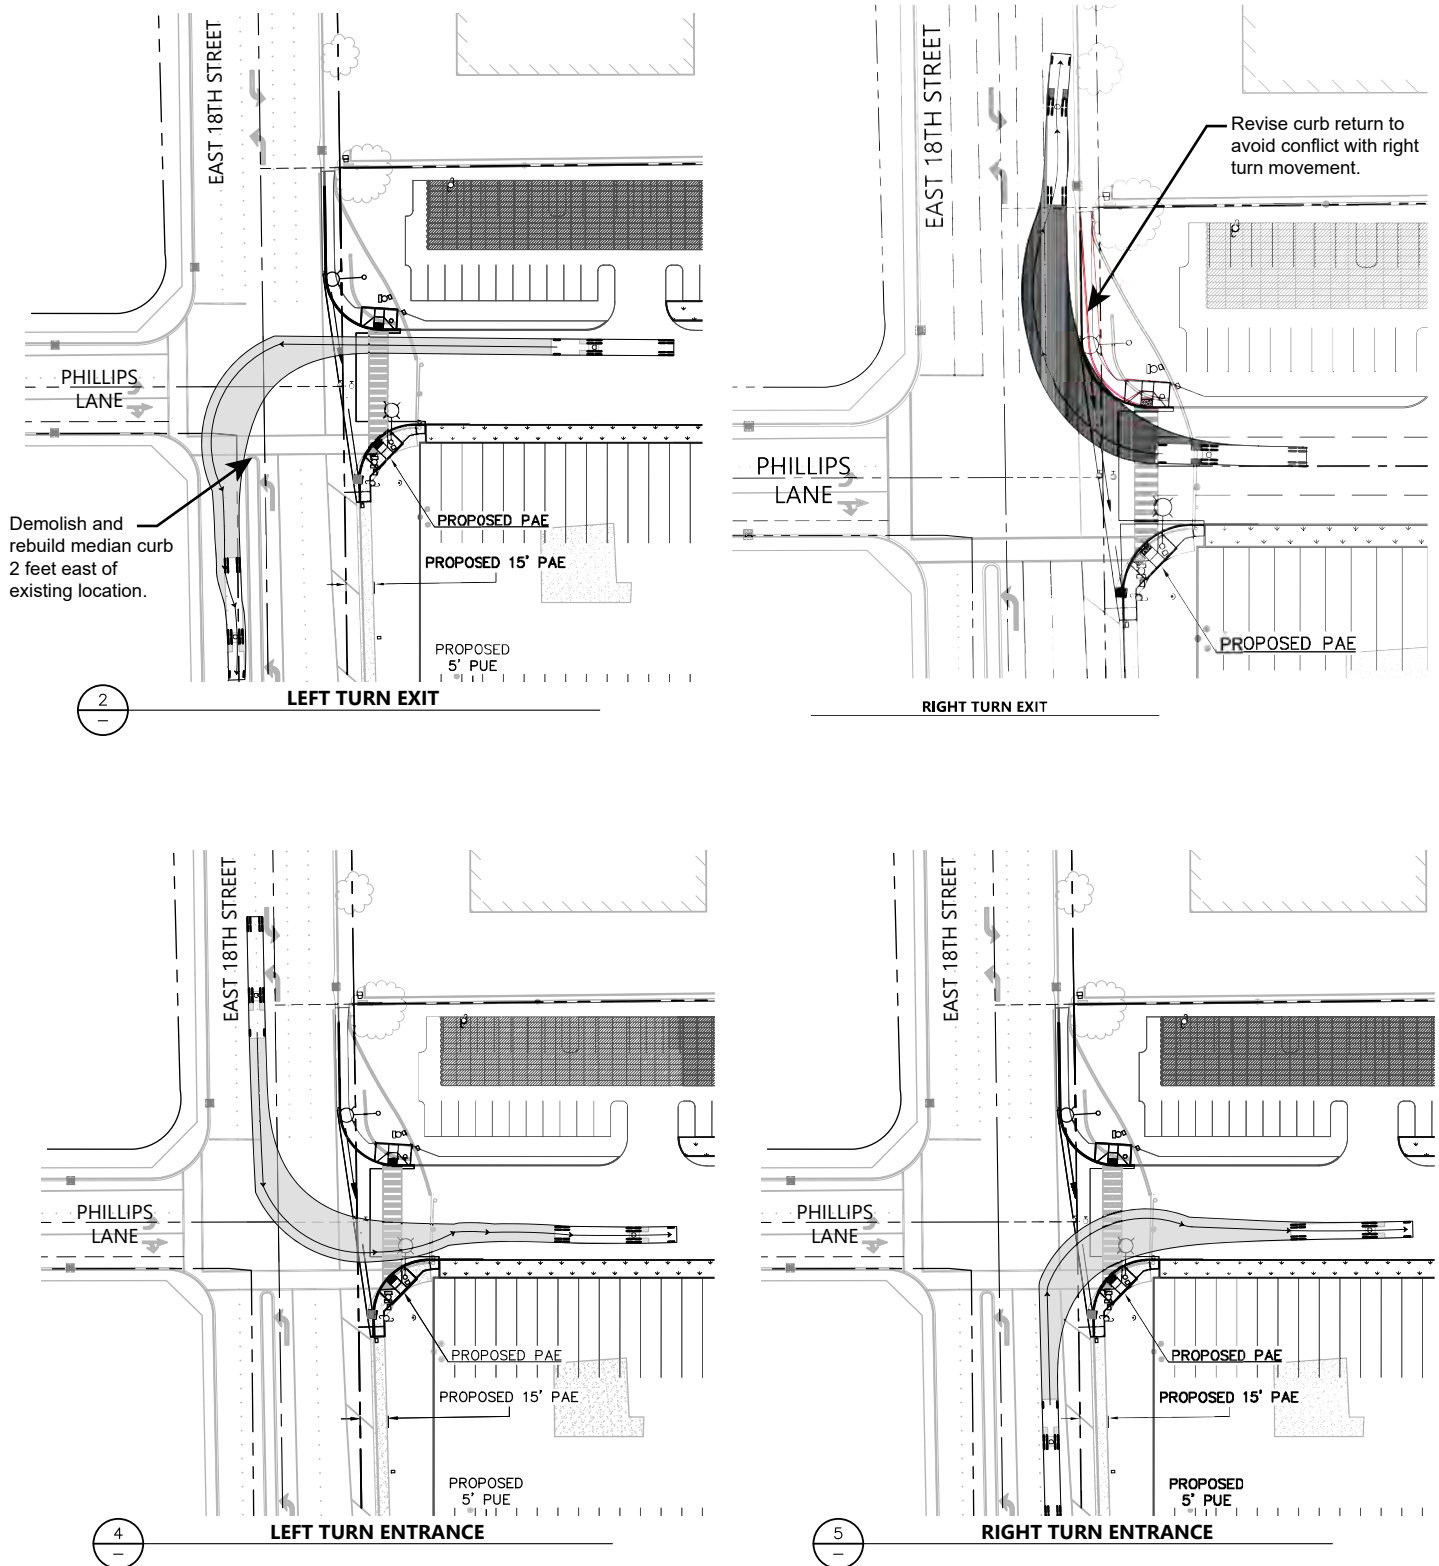 EAST 18TH STREET
PHILLIPS
LANE
Demolish and
rebuild median curb
2 feet east of
existing location.
PROPOSED PAE
PROPOSED 15' PAE
PROPOSED
5' PUE
2
–
LEFT TURN EXIT
EAST 18TH STREET
Revise curb return to
avoid conflict with right
turn movement.
PHILLIPS
LANE
PROPOSED PAE
RIGHT TURN EXIT
EAST 18TH STREET
PHILLIPS
LANE
PROPOSED PAE
PROPOSED 15' PAE
PROPOSED
5' PUE
4
–
LEFT TURN ENTRANCE
EAST 18TH STREET
PHILLIPS
LANE
PROPOSED PAE
PROPOSED 15' PAE
PROPOSED
5' PUE
5
–
RIGHT TURN ENTRANCE